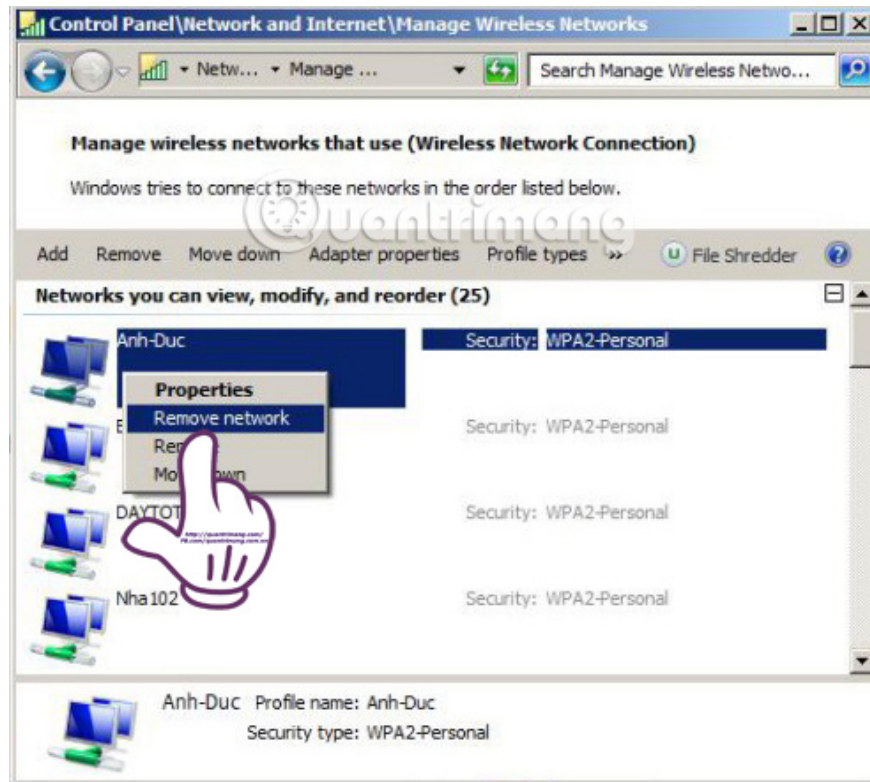 Control Panel\Network and Internet\Manage Wireless Networks
Netw... Manage ... Search Manage Wireless Netwo...
Manage wireless networks that use (Wireless Network Connection)
Windows tries to connect to these networks in the order listed below.
Quantrimang
Add Remove Move down Adapter properties Profile types File Shredder
Networks you can view, modify, and reorder (25)
Anh-Duc Security: WPA2-Personal
Properties
Remove network
Security: WPA2-Personal
DAYTOT Security: WPA2-Personal
http://quantrimang.com/
Nha102 Security: WPA2-Personal
Anh-Duc Profile name: Anh-Duc
Security type: WPA2-Personal